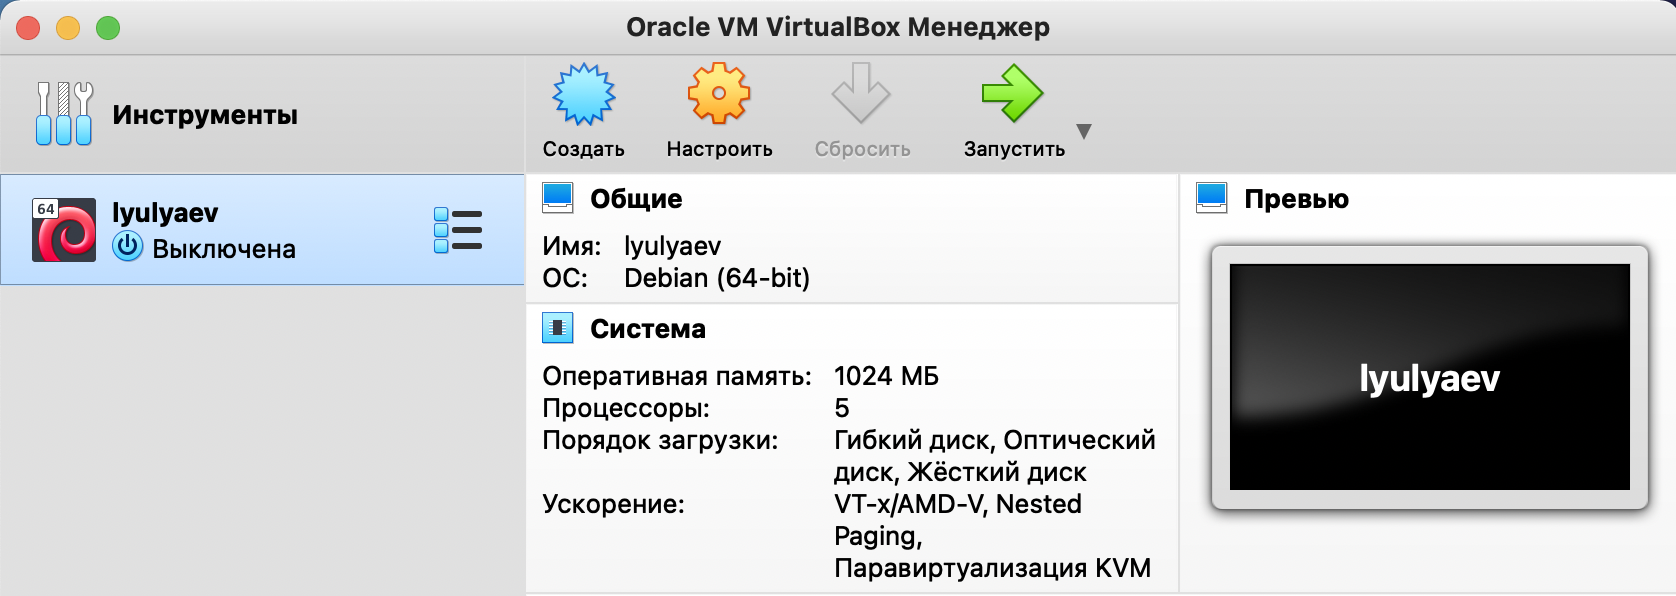 Oracle VM VirtualBox Менеджер
Инструменты
Создать
Настроить
Сбросить
Запустить
64
lyulyaev
Выключена
Общие
Имя: lyulyaev
ОС: Debian (64-bit)
Система
Оперативная память: 1024 МБ
Процессоры: 5
Порядок загрузки: Гибкий диск, Оптический
диск, Жёсткий диск
Ускорение: VT-x/AMD-V, Nested
Paging,
Паравиртуализация KVM
Превью
lyulyaev